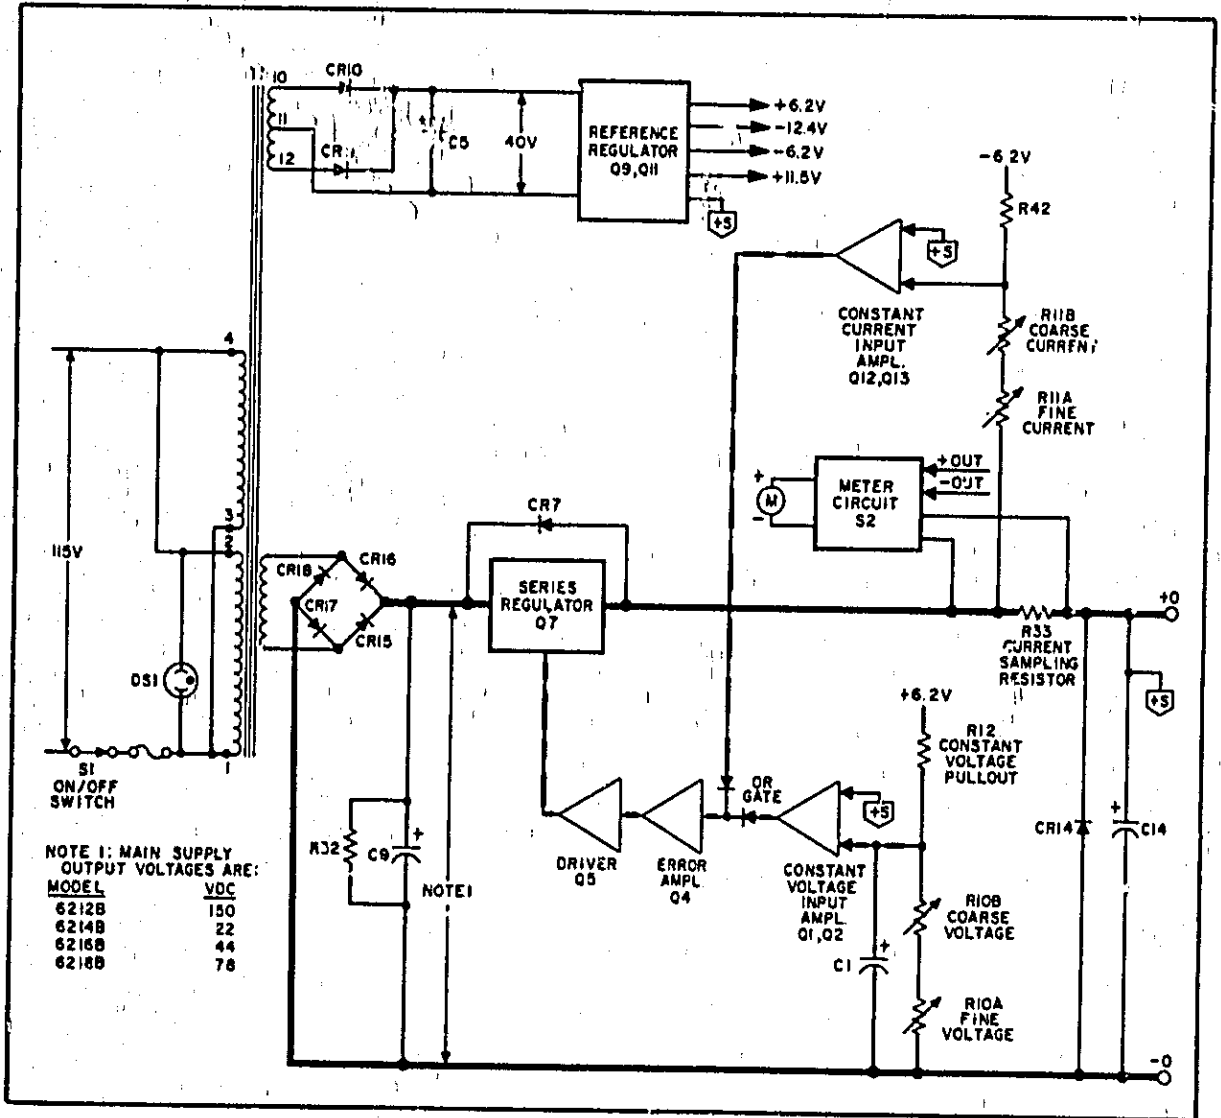 10
11
12
CR10
CR11
C5
+
40V
REFERENCE
REGULATOR
Q9,Q11
+6.2V
-12.4V
-6.2V
+11.5V
+S
-6.2V
R42
+S
CONSTANT
CURRENT
INPUT
AMPL.
Q12,Q13
R11B
COARSE
CURRENT
R11A
FINE
CURRENT
4
3
2
1
115V
DS1
S1
ON/OFF
SWITCH
+
M
-
METER
CIRCUIT
S2
+OUT
-OUT
CR7
CR18
CR16
CR17
CR15
SERIES
REGULATOR
Q7
+O
R33
CURRENT
SAMPLING
RESISTOR
+S
+6.2V
R12
CONSTANT
VOLTAGE
PULLOUT
OR
GATE
+S
DRIVER
Q5
ERROR
AMPL
Q4
CONSTANT
VOLTAGE
INPUT
AMPL.
Q1,Q2
CR14
+
C14
R32
+
C9
NOTE1
R10B
COARSE
VOLTAGE
+
C1
R10A
FINE
VOLTAGE
-O
NOTE 1: MAIN SUPPLY
OUTPUT VOLTAGES ARE:
MODEL VDC
6212B 150
6214B 22
6216B 44
6218B 78